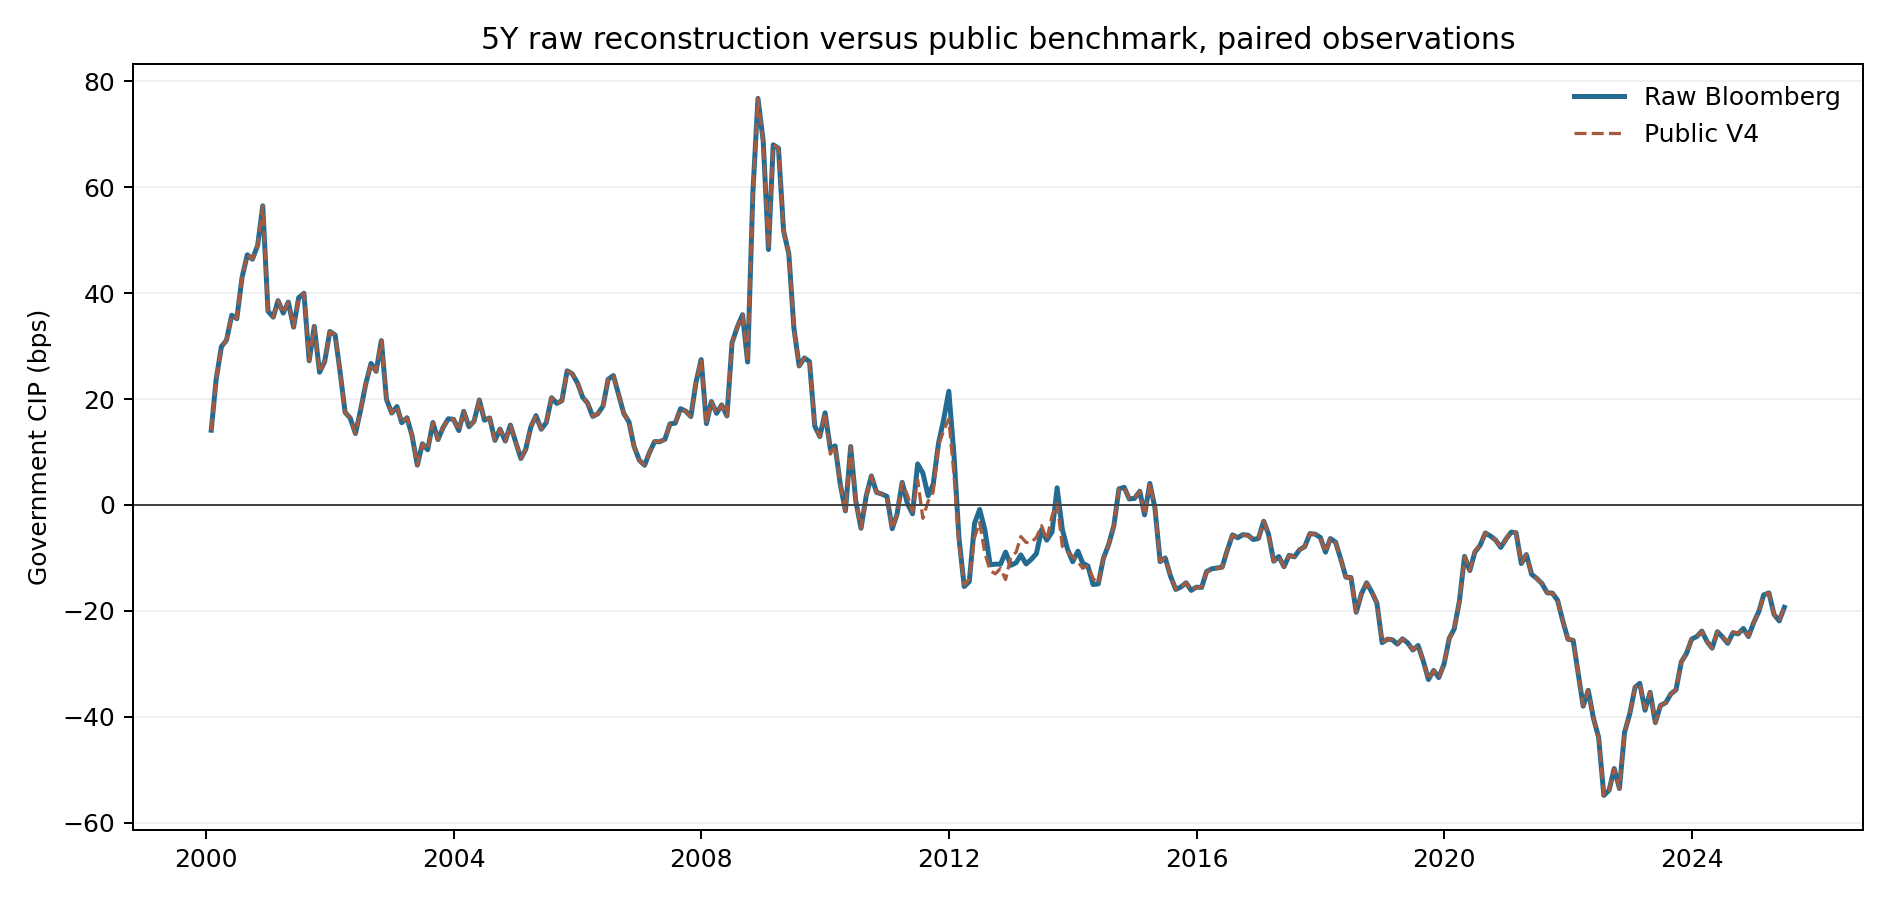 5Y raw reconstruction versus public benchmark, paired observations
Government CIP (bps)
80
60
40
20
0
−20
−40
−60
Raw Bloomberg
Public V4
2000 2004 2008 2012 2016 2020 2024